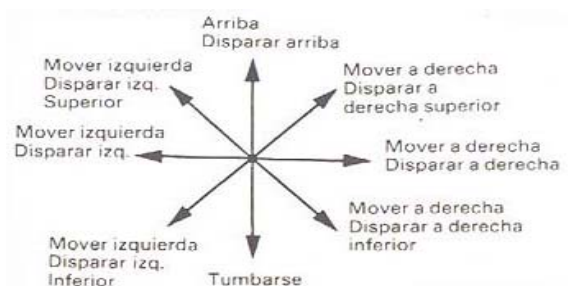 Arriba
Disparar arriba
Mover izquierda
Disparar izq.
Superior
Mover a derecha
Disparar a
derecha superior
Mover izquierda
Disparar izq.
Mover a derecha
Disparar a derecha
Mover izquierda
Disparar izq.
Inferior
Mover a derecha
Disparar a derecha
inferior
Tumbarse